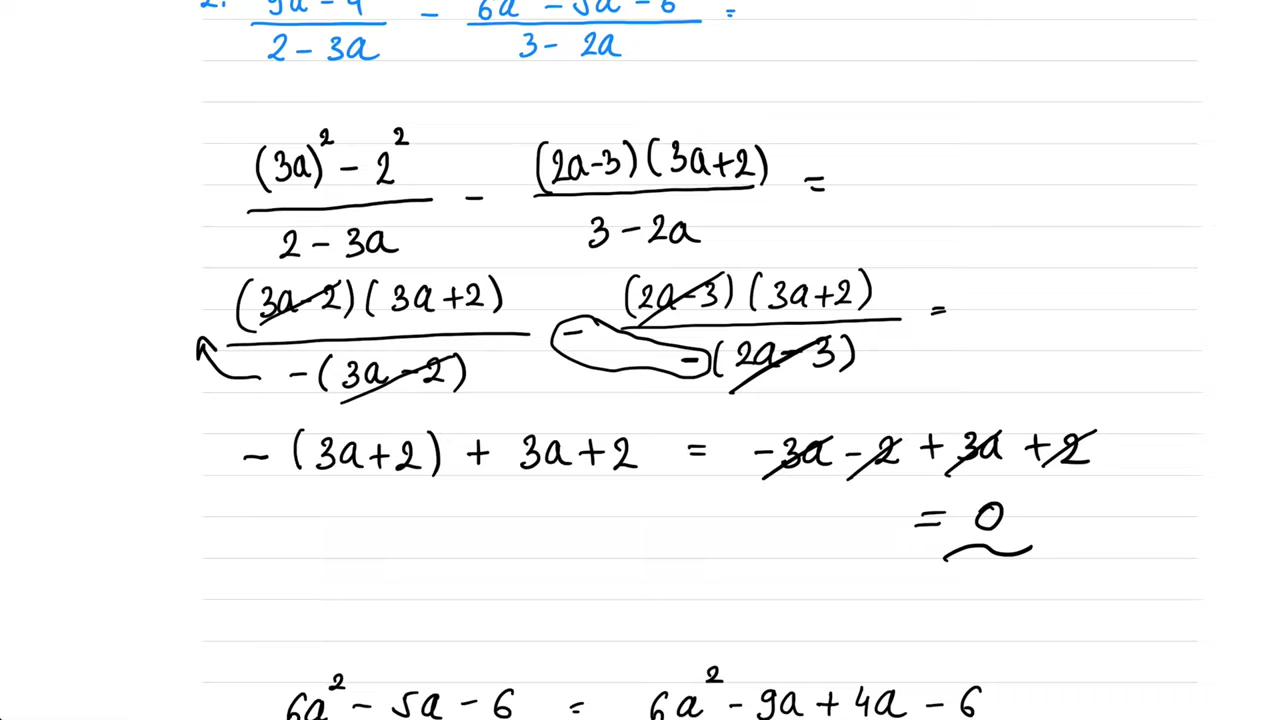 2. 9a² - 4 / 2 - 3a - 6a² - 5a - 6 / 3 - 2a =
(3a)² - 2² / 2 - 3a - (2a-3)(3a+2) / 3 - 2a =
(3a-2)(3a+2) / -(3a-2) - (2a-3)(3a+2) / -(2a-3) =
-(3a+2) + 3a+2 = -3a - 2 + 3a + 2
= 0
6a² - 5a - 6 = 6a² - 9a + 4a - 6